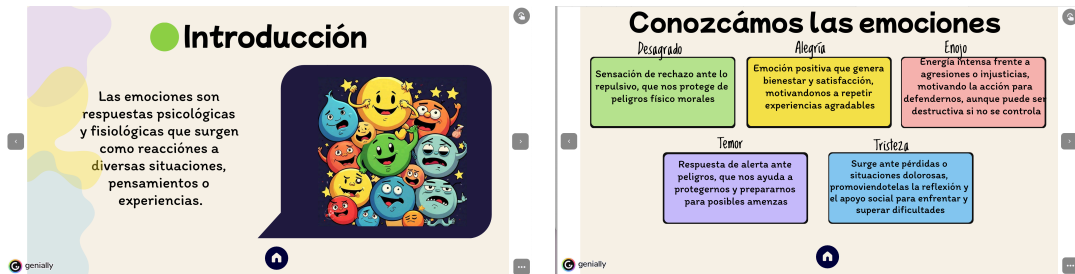 Introducción
Las emociones son
respuestas psicológicas
y fisiológicas que surgen
como reacciónes a
diversas situaciones,
pensamientos o
experiencias.
genially
Conozcámos las emociones
Desagrado
Sensación de rechazo ante lo
repulsivo, que nos protege de
peligros físico morales
Alegría
Emoción positiva que genera
bienestar y satisfacción,
motivandonos a repetir
experiencias agradables
Enojo
Energía intensa frente a
agresiones o injusticias,
motivando la acción para
defendernos, aunque puede ser
destructiva si no se controla
Temor
Respuesta de alerta ante
peligros, que nos ayuda a
protegernos y prepararnos
para posibles amenzas
Tristeza
Surge ante pérdidas o
situaciones dolorosas,
promoviendotelas la reflexión y
el apoyo social para enfrentar y
superar dificultades
genially